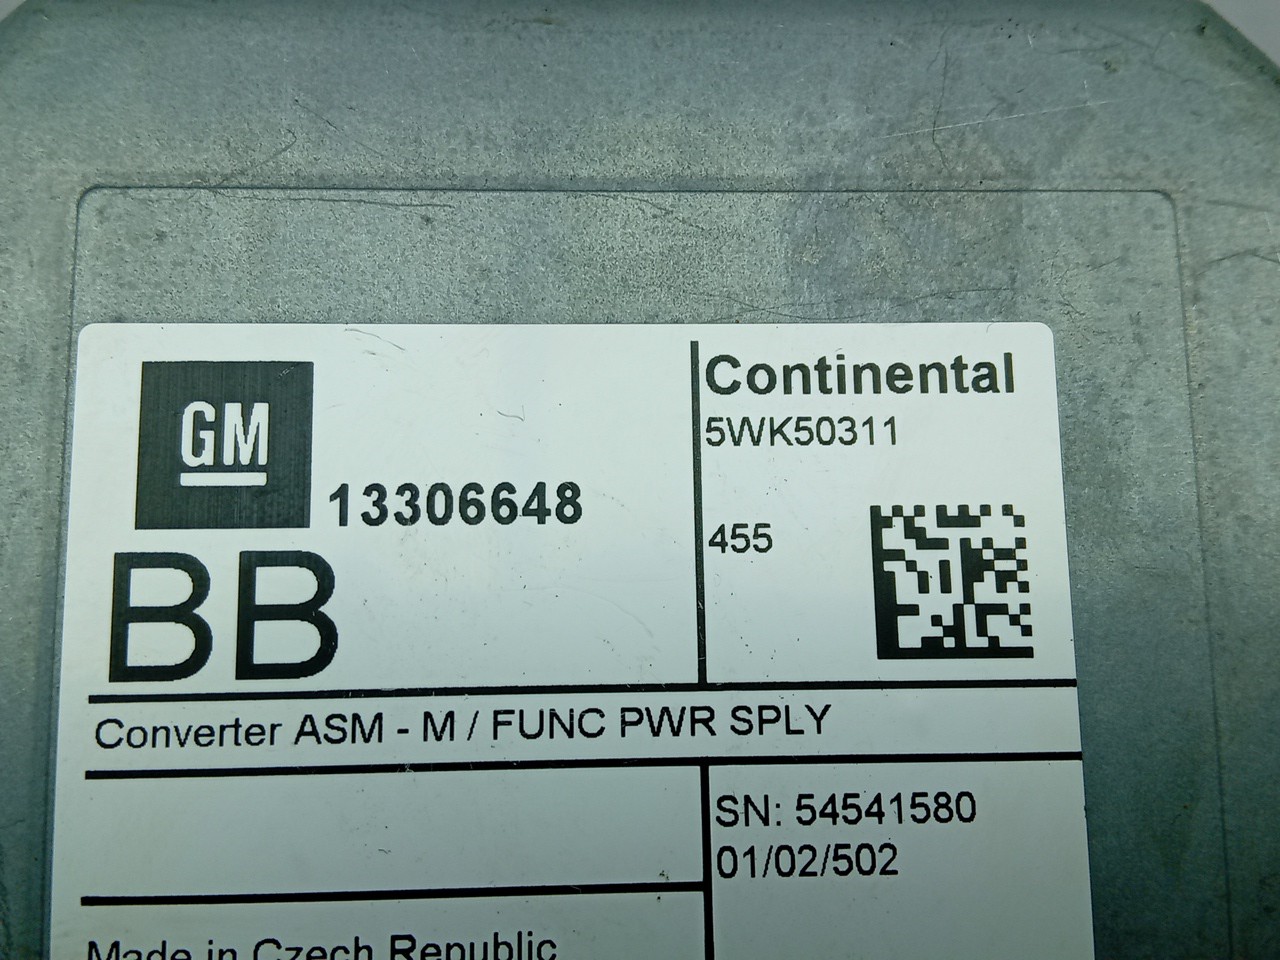 GM
13306648
BB
Continental
5WK50311
455
Converter ASM - M / FUNC PWR SPLY
SN: 54541580
01/02/502
Made in Czech Republic